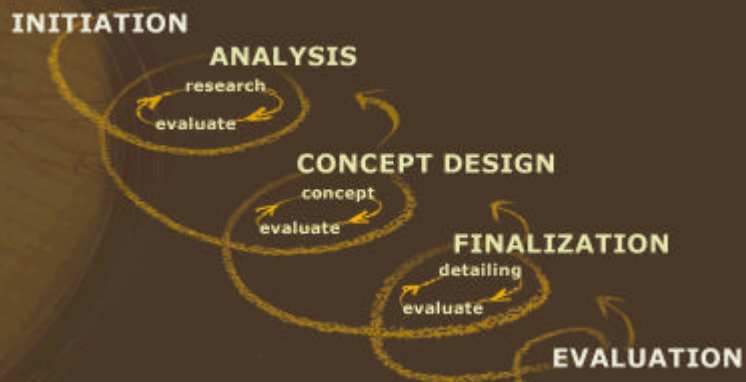 INITIATION
ANALYSIS
research
evaluate
CONCEPT DESIGN
concept
evaluate
FINALIZATION
detailing
evaluate
EVALUATION